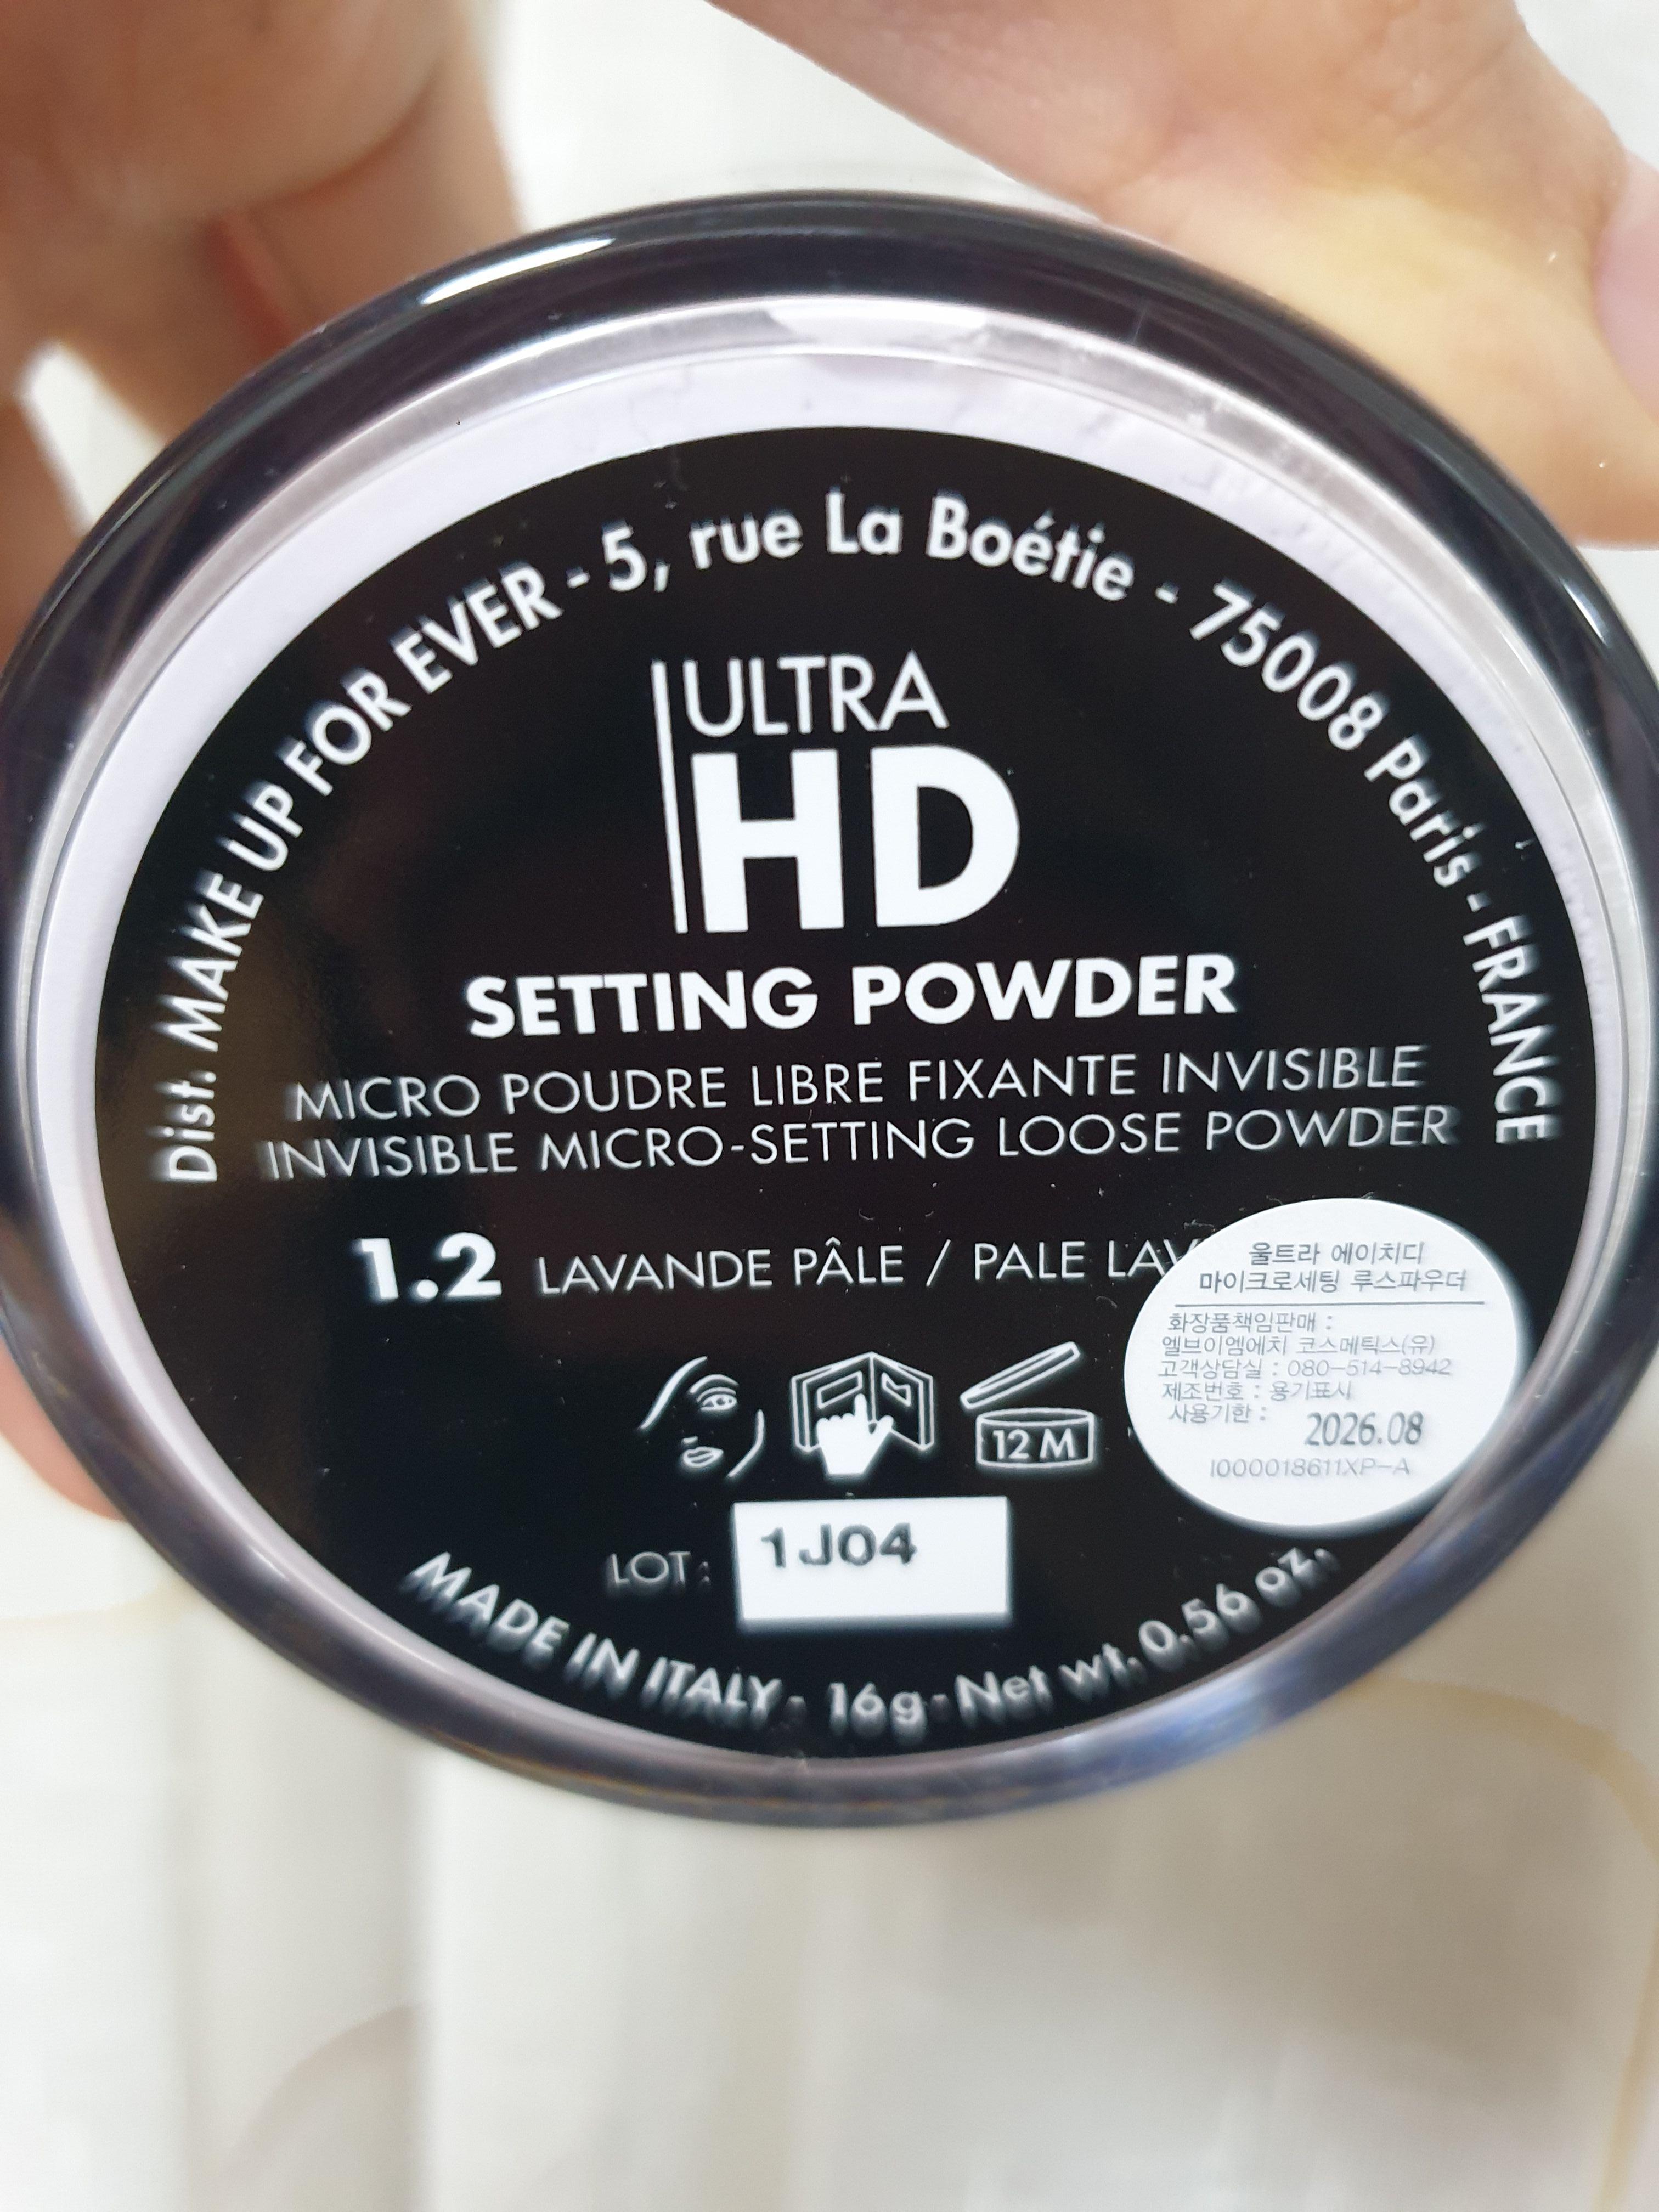 Dist. MAKE UP FOR EVER - 5, rue La Boétie - 75008 Paris - FRANCE
ULTRA
HD
SETTING POWDER
MICRO POUDRE LIBRE FIXANTE INVISIBLE
INVISIBLE MICRO-SETTING LOOSE POWDER
1.2 LAVANDE PÂLE / PALE LAV
울트라 에이치디
마이크로세팅 루스파우더
화장품책임판매 :
엘브이엠에치 코스메틱스(유)
고객상담실 : 080-514-8942
제조번호 : 용기표시
사용기한 : 2026.08
I000018611XP-A
12 M
LOT : 1J04
MADE IN ITALY - 16g - Net wt. 0.56 oz.